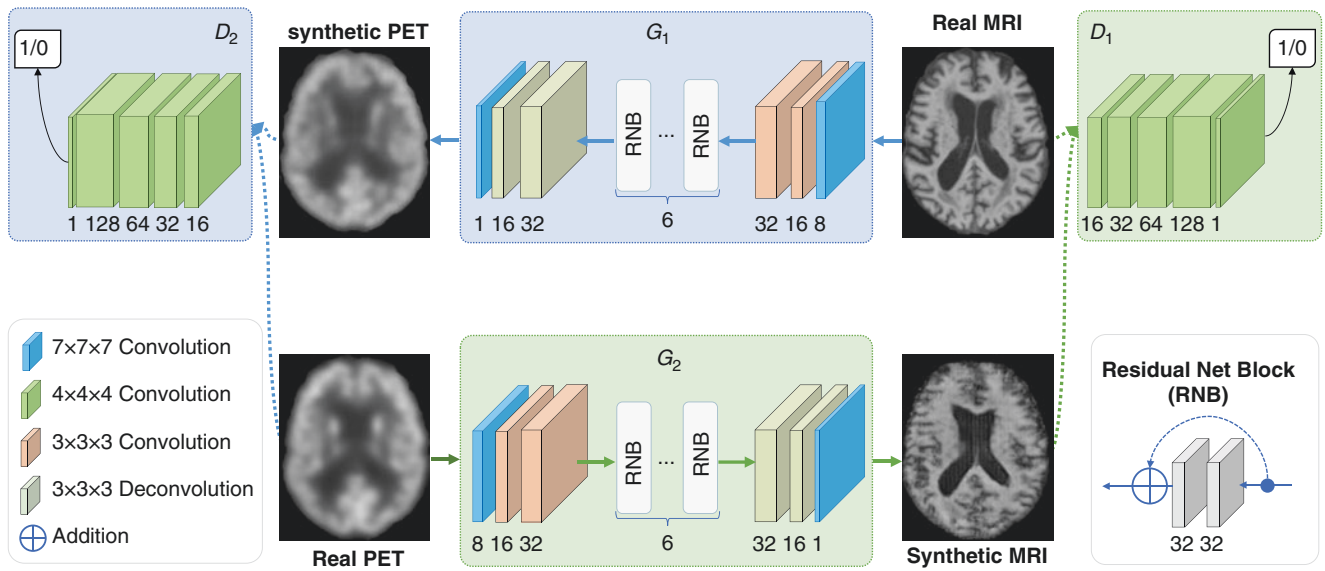 D2
1/0
1 128 64 32 16
synthetic PET
G1
RNB
...
RNB
1 16 32
6
32 16 8
Real MRI
D1
1/0
16 32 64 128 1
7×7×7 Convolution
4×4×4 Convolution
3×3×3 Convolution
3×3×3 Deconvolution
Addition
Real PET
G2
RNB
...
RNB
8 16 32
6
32 16 1
Synthetic MRI
Residual Net Block
(RNB)
32 32